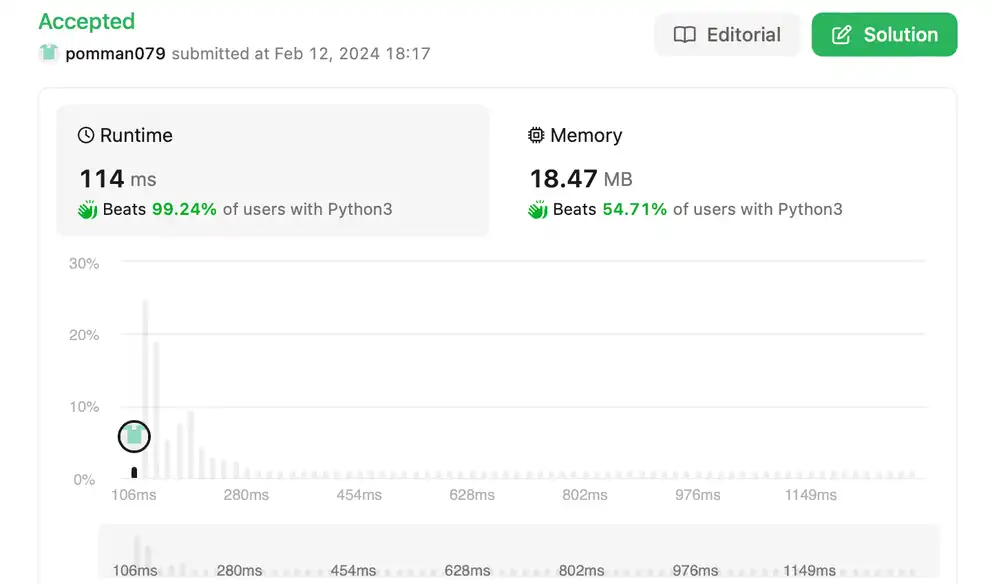 Accepted
pomman079 submitted at Feb 12, 2024 18:17
Editorial
Solution
Runtime
114 ms
Beats 99.24% of users with Python3
Memory
18.47 MB
Beats 54.71% of users with Python3
30%
20%
10%
0%
106ms 280ms 454ms 628ms 802ms 976ms 1149ms
106ms 280ms 454ms 628ms 802ms 976ms 1149ms